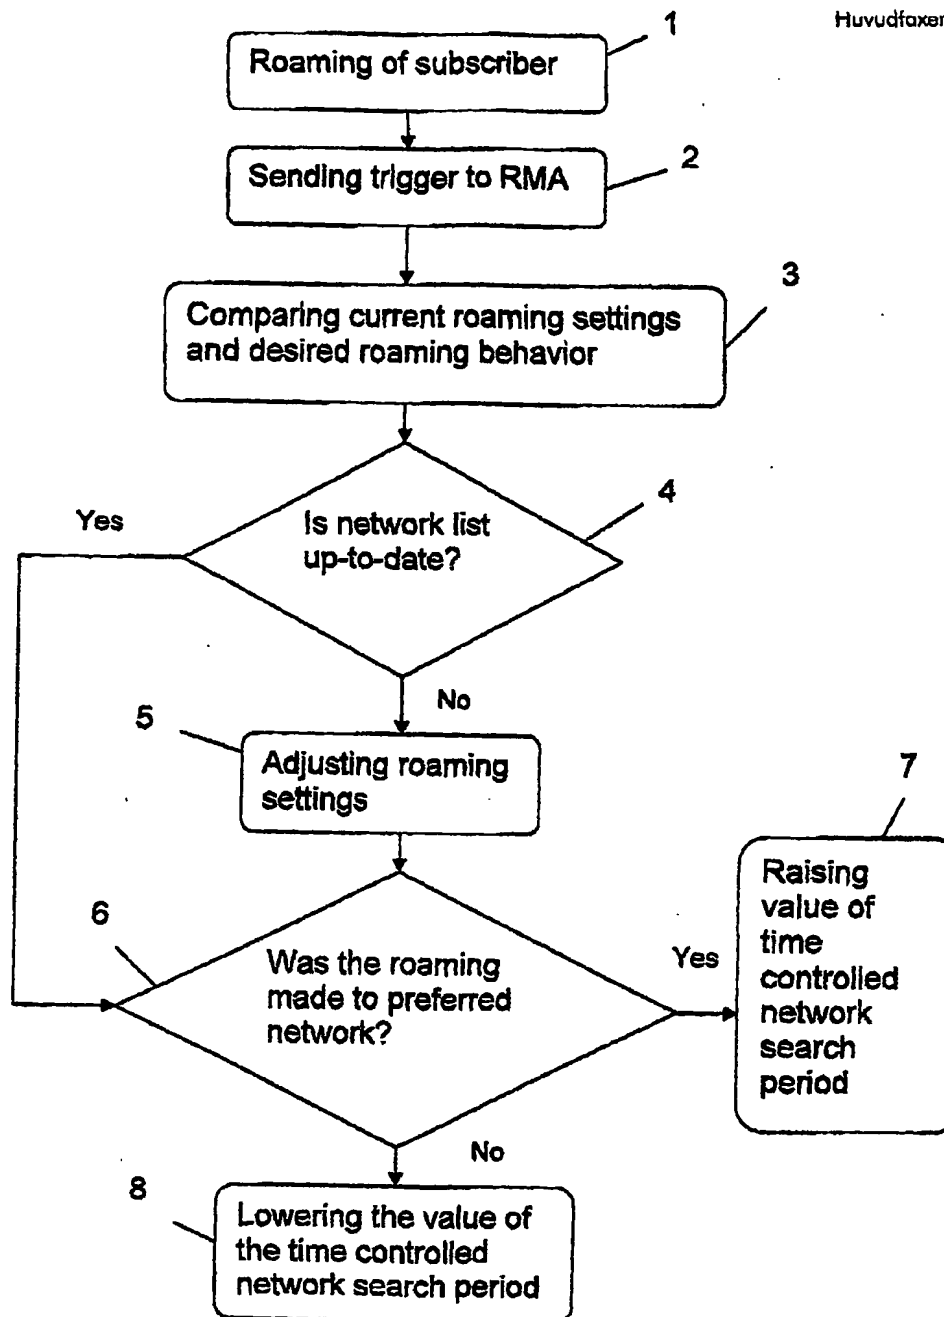 Huvudfaxen
1
Roaming of subscriber
2
Sending trigger to RMA
3
Comparing current roaming settings
and desired roaming behavior
4
Yes
Is network list
up-to-date?
No
5
Adjusting roaming
settings
7
Raising
value of
time
controlled
network
search
period
6
Was the roaming
made to preferred
network?
Yes
No
8
Lowering the value of
the time controlled
network search period